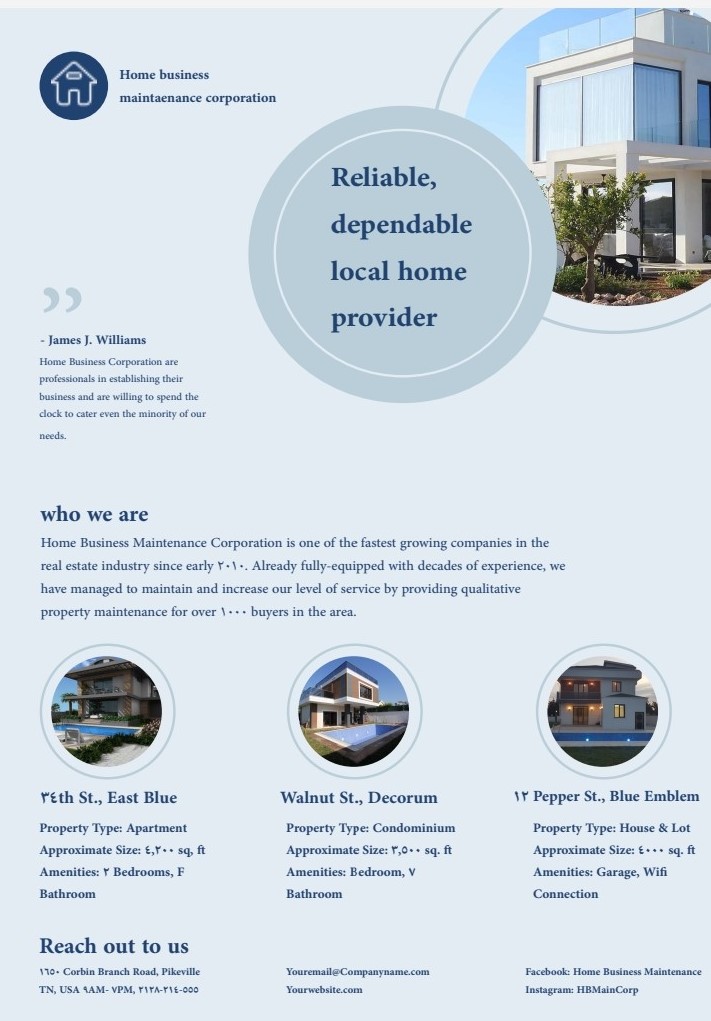 Home business
maintaenance corporation
Reliable,
dependable
local home
provider
”
- James J. Williams
Home Business Corporation are
professionals in establishing their
business and are willing to spend the
clock to cater even the minority of our
needs.
who we are
Home Business Maintenance Corporation is one of the fastest growing companies in the
real estate industry since early ٢٠١٠. Already fully-equipped with decades of experience, we
have managed to maintain and increase our level of service by providing qualitative
property maintenance for over ١٠٠٠ buyers in the area.
٣٤th St., East Blue
Property Type: Apartment
Approximate Size: ٤,٢٠٠ sq, ft
Amenities: ٢ Bedrooms, F
Bathroom
Walnut St., Decorum
Property Type: Condominium
Approximate Size: ٣,٥٠٠ sq. ft
Amenities: Bedroom, ٧
Bathroom
١٢ Pepper St., Blue Emblem
Property Type: House & Lot
Approximate Size: ٤٠٠٠ sq. ft
Amenities: Garage, Wifi
Connection
Reach out to us
١٦٥٠ Corbin Branch Road, Pikeville
TN, USA ٩AM- ٧PM, ٢١٢٨-٢١٤-٥٥٥
Youremail@Companyname.com
Yourwebsite.com
Facebook: Home Business Maintenance
Instagram: HBMainCorp